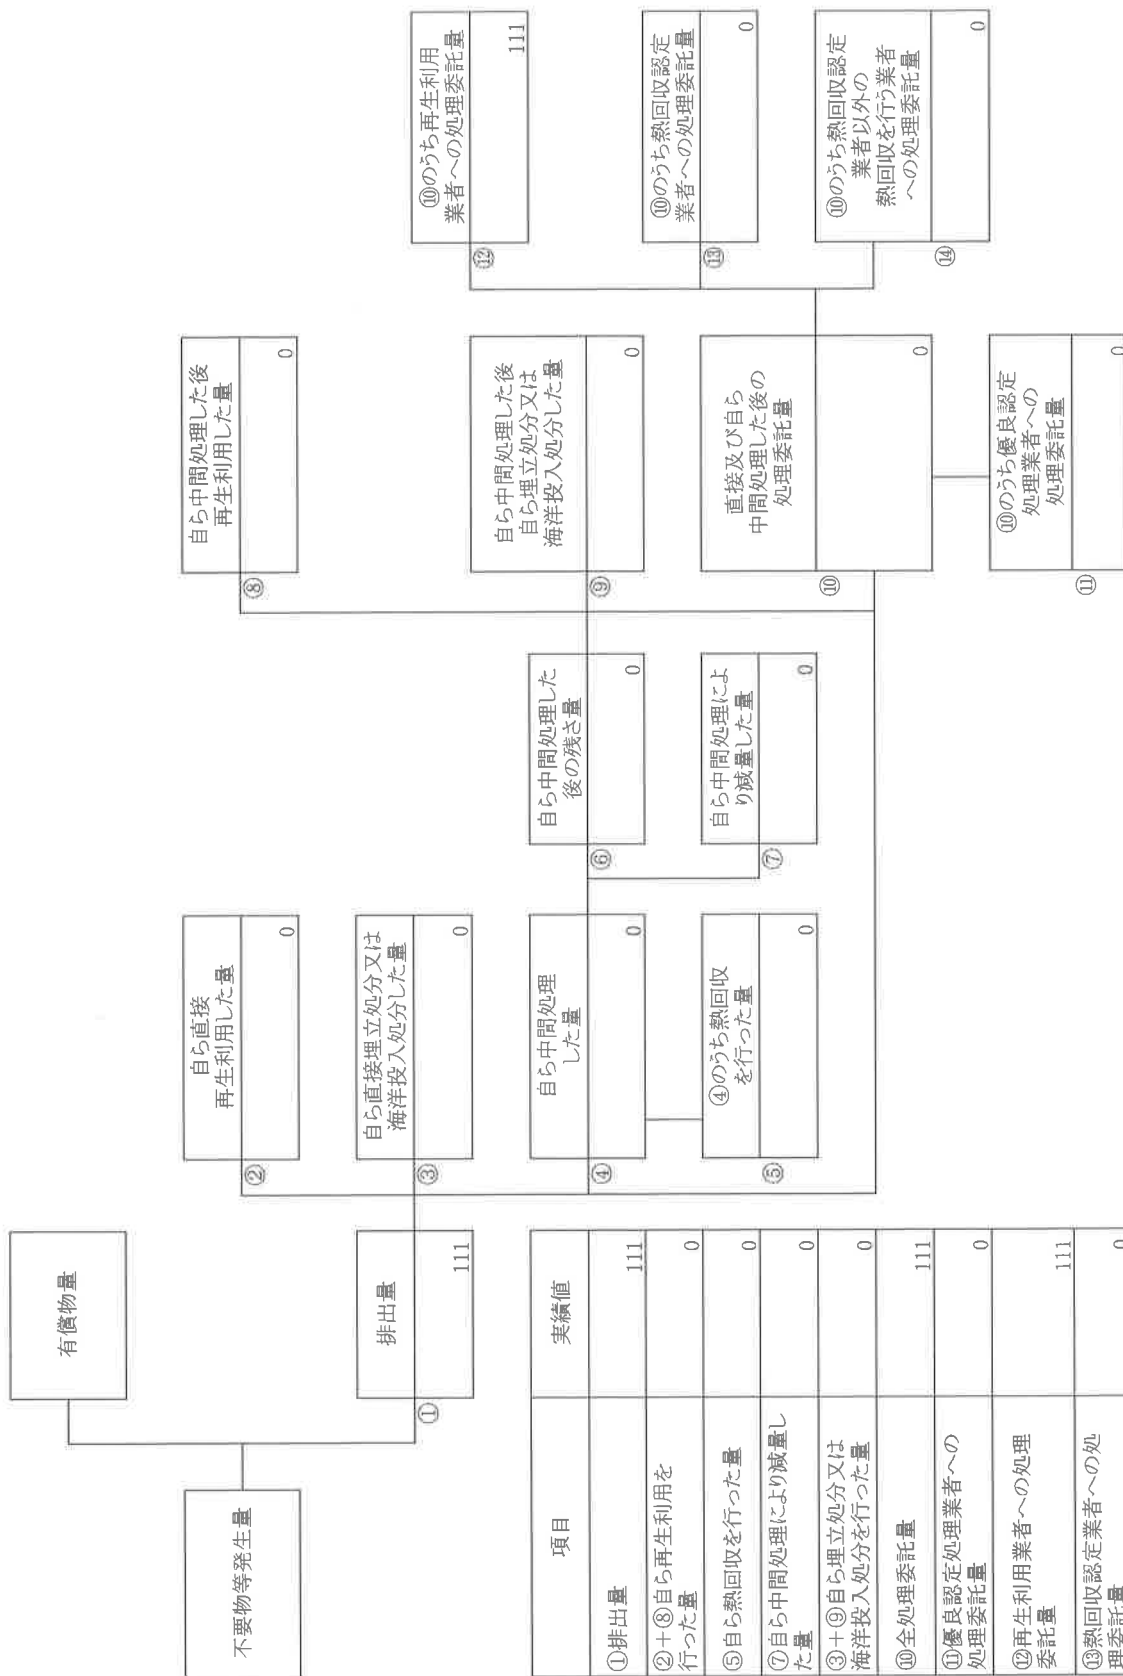 不要物等発生量
有償物量
①
排出量
111
②
自ら直接
再生利用した量
0
③
自ら直接埋立処分又は
海洋投入処分した量
0
④
自ら中間処理
した量
0
⑤
④のうち熱回収
を行った量
0
⑥
自ら中間処理した
後の残さ量
0
⑦
自ら中間処理によ
り減量した量
0
⑧
自ら中間処理した後
再生利用した量
0
⑨
自ら中間処理した後
自ら埋立処分又は
海洋投入処分した量
0
⑩
直接及び自ら
中間処理した後の
処理委託量
0
⑪
⑩のうち優良認定
処理業者への
処理委託量
0
⑫
⑩のうち再生利用
業者への処理委託量
111
⑬
⑩のうち熱回収認定
業者への処理委託量
0
⑭
⑩のうち熱回収認定
業者以外の
熱回収を行う業者
への処理委託量
0
項目 実績値
①排出量 111
②+⑧自ら再生利用を
行った量 0
⑤自ら熱回収を行った量 0
⑦自ら中間処理により減量し
た量 0
③+⑨自ら埋立処分又は
海洋投入処分を行った量 0
⑩全処理委託量 111
⑪優良認定処理業者への
処理委託量 0
⑫再生利用業者への処理
委託量 111
⑬熱回収認定業者への処
理委託量 0